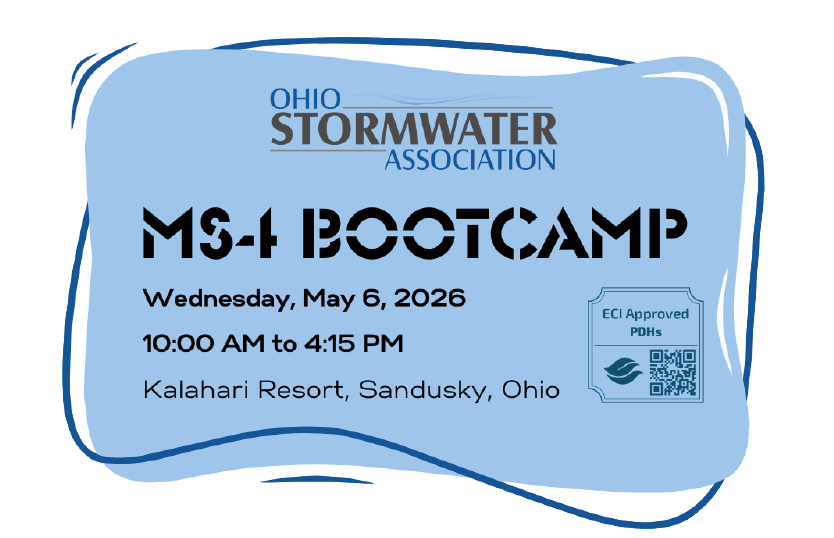 OHIO
STORMWATER
ASSOCIATION
MS4 BOOTCAMP
Wednesday, May 6, 2026
10:00 AM to 4:15 PM
Kalahari Resort, Sandusky, Ohio
ECI Approved
PDHs